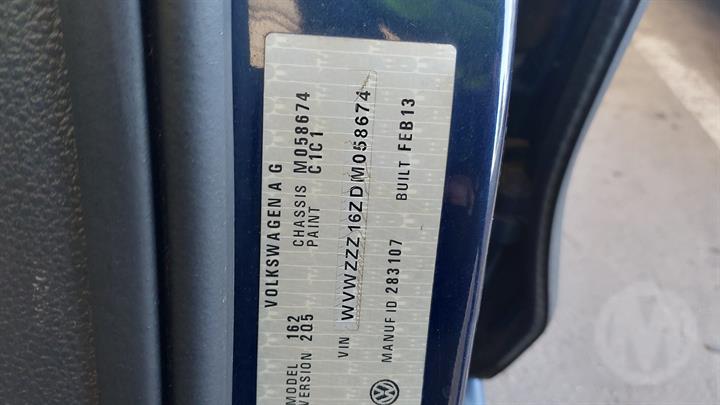 VOLKSWAGEN A G
MODEL 162 CHASSIS M058674
VERSION 205 PAINT C1C1
VIN WVWZZZ16ZDM058674
MANUF ID 283107 BUILT FEB13